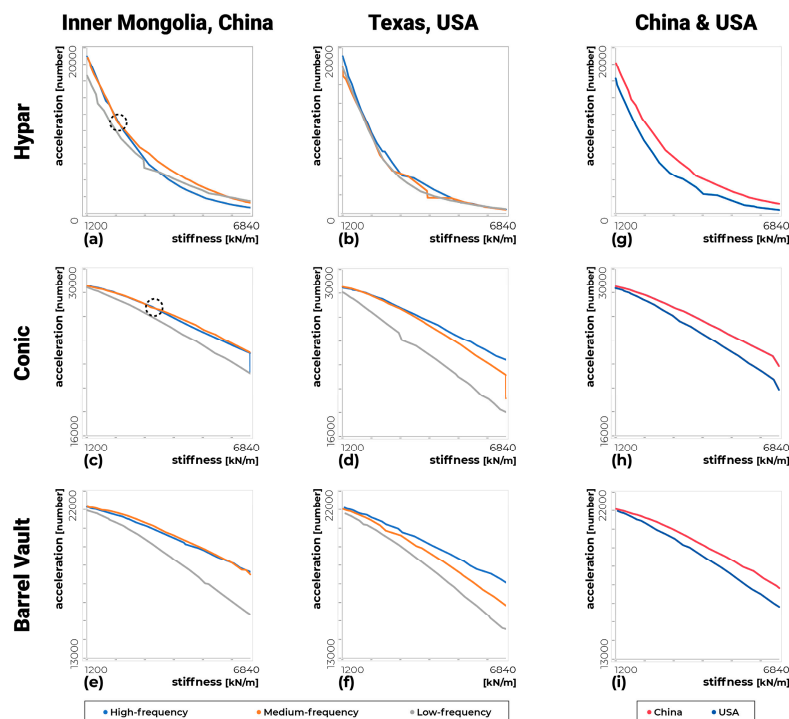 Inner Mongolia, China
Texas, USA
China & USA
Hypar
acceleration [number]
20000
0
1200
6840
(a)
stiffness [kN/m]
acceleration [number]
20000
0
1200
6840
(b)
stiffness [kN/m]
acceleration [number]
20000
0
1200
6840
(g)
stiffness [kN/m]
Conic
acceleration [number]
30000
16000
1200
6840
(c)
stiffness [kN/m]
acceleration [number]
30000
16000
1200
6840
(d)
stiffness [kN/m]
acceleration [number]
30000
16000
1200
6840
(h)
stiffness [kN/m]
Barrel Vault
acceleration [number]
22000
13000
1200
6840
(e)
stiffness [kN/m]
acceleration [number]
22000
13000
1200
6840
(f)
stiffness [kN/m]
acceleration [number]
22000
13000
1200
6840
(i)
stiffness [kN/m]
High-frequency
Medium-frequency
Low-frequency
China
USA